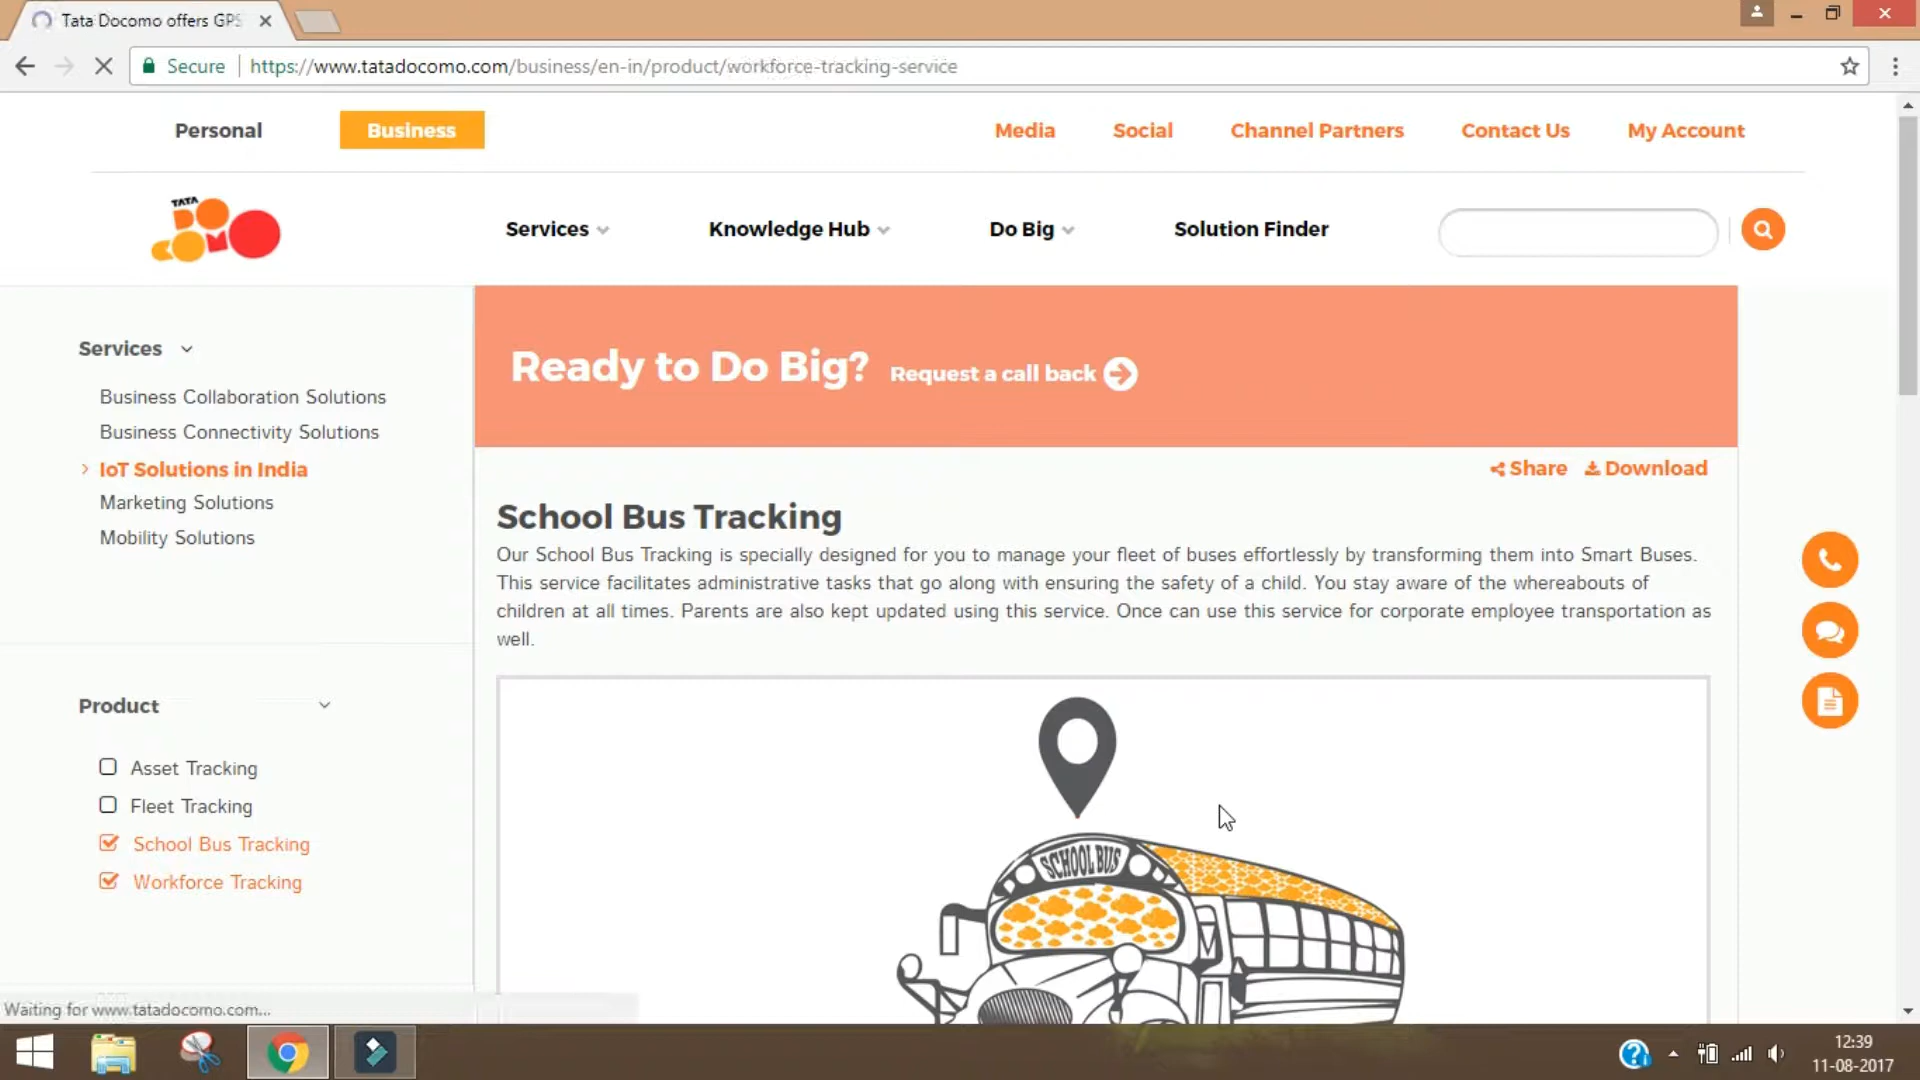 Tata Docomo offers GPS
Secure
https://www.tatadocomo.com/business/en-in/product/workforce-tracking-service
Personal
Business
Media
Social
Channel Partners
Contact Us
My Account
TATA
DOCOMO
Services
Knowledge Hub
Do Big
Solution Finder
Services
Business Collaboration Solutions
Business Connectivity Solutions
IoT Solutions in India
Marketing Solutions
Mobility Solutions
Product
Asset Tracking
Fleet Tracking
School Bus Tracking
Workforce Tracking
Ready to Do Big? Request a call back
Share Download
School Bus Tracking
Our School Bus Tracking is specially designed for you to manage your fleet of buses effortlessly by transforming them into Smart Buses.
This service facilitates administrative tasks that go along with ensuring the safety of a child. You stay aware of the whereabouts of
children at all times. Parents are also kept updated using this service. Once can use this service for corporate employee transportation as
well.
SCHOOL BUS
Waiting for www.tatadocomo.com...
12:39
11-08-2017